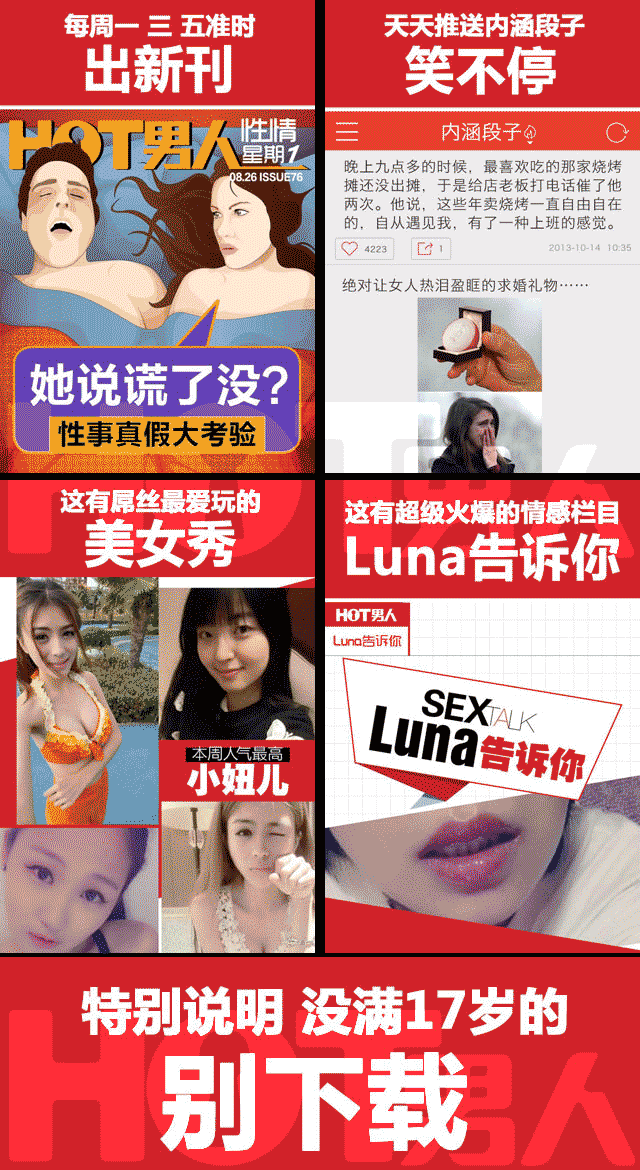 每周一 三 五准时
出新刊
HOT男人
性情
星期1
08.26 ISSUE76
她说谎了没?
性事真假大考验
天天推送内涵段子
笑不停
内涵段子
晚上九点多的时候，最喜欢吃的那家烧烤
摊还没出摊，于是给店老板打电话催了他
两次。他说，这些年卖烧烤一直自由自在
的，自从遇见我，有了一种上班的感觉。
4223
1
2013-10-14 10:35
绝对让女人热泪盈眶的求婚礼物……
这有屌丝最爱玩的
美女秀
本周人气最高
小妞儿
这有超级火爆的情感栏目
Luna告诉你
HOT男人
Luna告诉你
SEX TALK
Luna告诉你
特别说明 没满17岁的
别下载
HOT男人